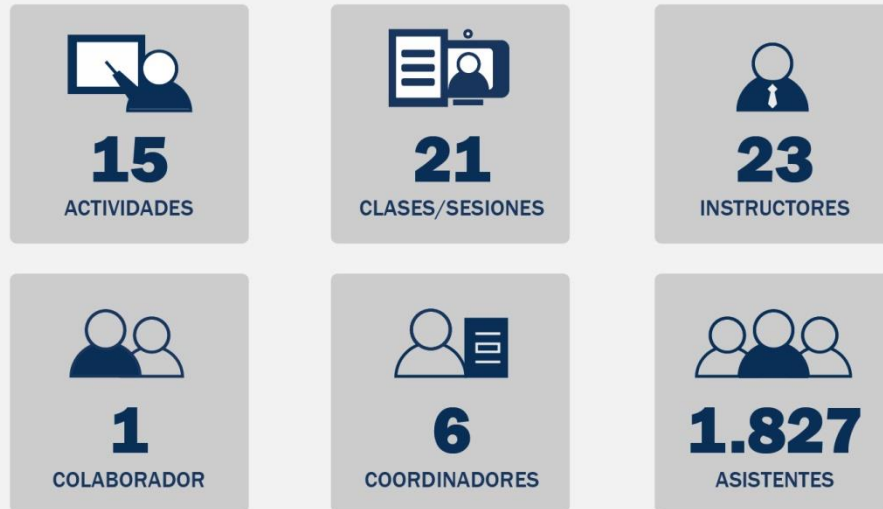 15
ACTIVIDADES
21
CLASES/SESIONES
23
INSTRUCTORES
1
COLABORADOR
6
COORDINADORES
1.827
ASISTENTES